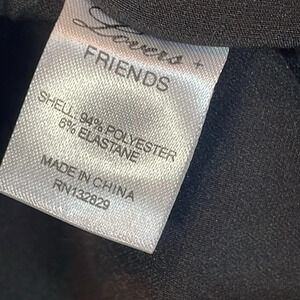 Lovers +
FRIENDS
SHELL: 94% POLYESTER
6% ELASTANE
MADE IN CHINA
RN132829